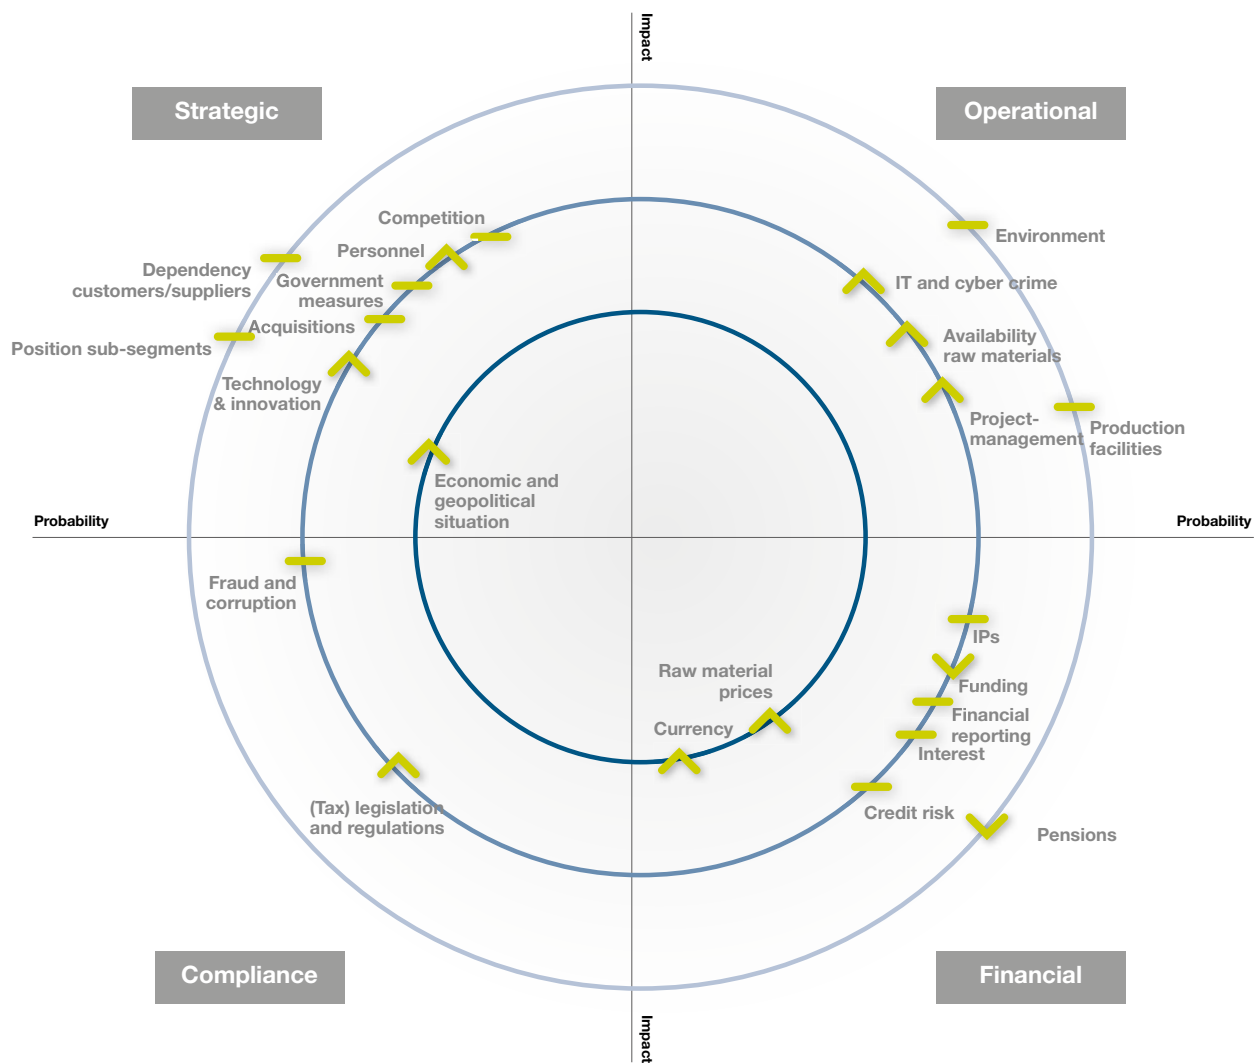 Impact
Strategic
Operational
Competition
Personnel
Dependency
customers/suppliers
Government
measures
Acquisitions
Position sub-segments
Technology
& innovation
Economic and
geopolitical
situation
Environment
IT and cyber crime
Availability
raw materials
Project-
management
Production
facilities
Probability
Probability
Fraud and
corruption
(Tax) legislation
and regulations
Raw material
prices
Currency
IPs
Funding
Financial
reporting
Interest
Credit risk
Pensions
Compliance
Financial
Impact